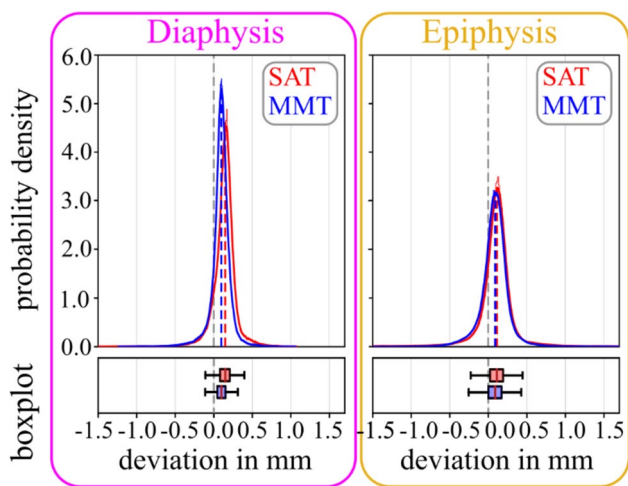 Diaphysis
Epiphysis
probability density
6.0
5.0
4.0
3.0
2.0
1.0
0.0
SAT
MMT
SAT
MMT
boxplot
-1.5 -1.0 -0.5 0.0 0.5 1.0 1.5
-1.5 -1.0 -0.5 0.0 0.5 1.0 1.5
deviation in mm
deviation in mm